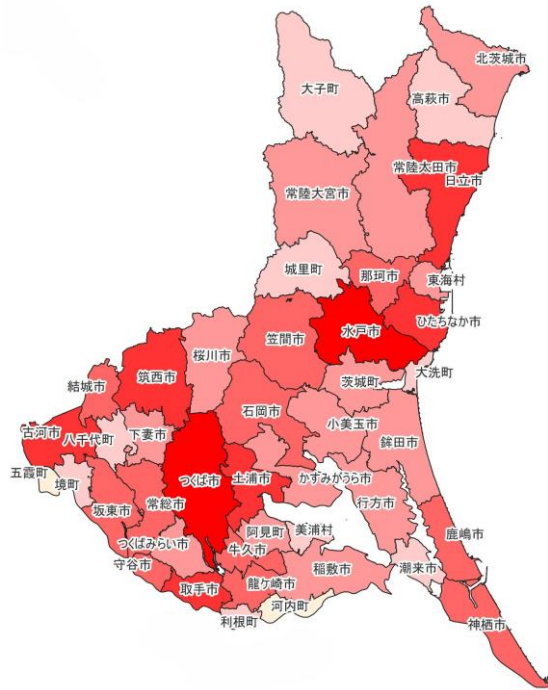 北茨城市
大子町
高萩市
常陸太田市
日立市
常陸大宮市
城里町
那珂市
東海村
水戸市
ひたちなか市
笠間市
桜川市
大洗町
筑西市
茨城町
結城市
石岡市
小美玉市
古河市
八千代町
下妻市
鉾田市
五霞町
境町
つくば市
土浦市
かすみがうら市
行方市
坂東市
常総市
阿見町
美浦村
鹿嶋市
つくばみらい市
牛久市
守谷市
稲敷市
潮来市
取手市
龍ケ崎市
河内町
利根町
神栖市